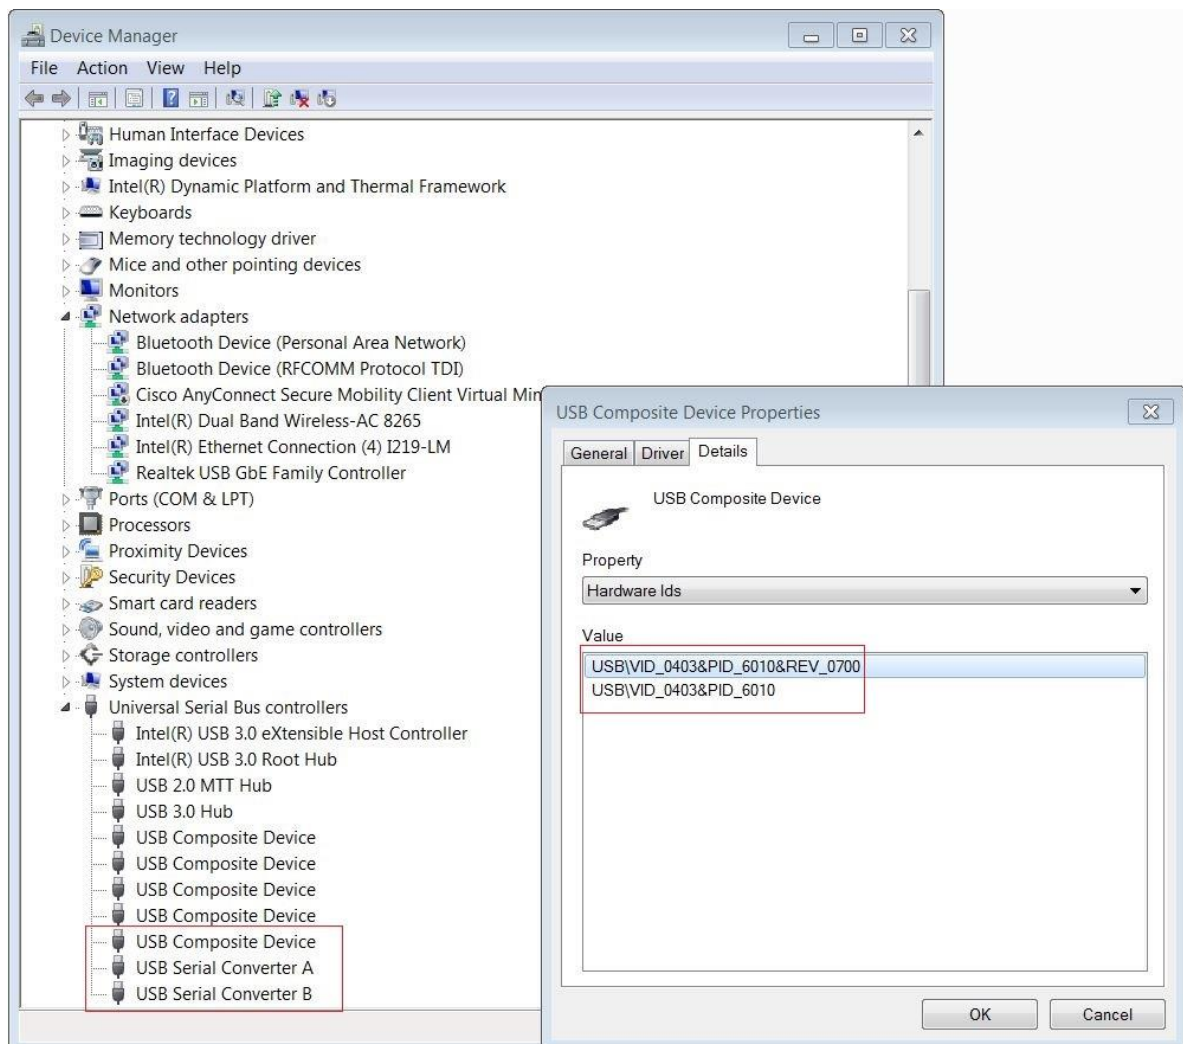 Device Manager
File Action View Help
Human Interface Devices
Imaging devices
Intel(R) Dynamic Platform and Thermal Framework
Keyboards
Memory technology driver
Mice and other pointing devices
Monitors
Network adapters
Bluetooth Device (Personal Area Network)
Bluetooth Device (RFCOMM Protocol TDI)
Cisco AnyConnect Secure Mobility Client Virtual Min
Intel(R) Dual Band Wireless-AC 8265
Intel(R) Ethernet Connection (4) I219-LM
Realtek USB GbE Family Controller
Ports (COM & LPT)
Processors
Proximity Devices
Security Devices
Smart card readers
Sound, video and game controllers
Storage controllers
System devices
Universal Serial Bus controllers
Intel(R) USB 3.0 eXtensible Host Controller
Intel(R) USB 3.0 Root Hub
USB 2.0 MTT Hub
USB 3.0 Hub
USB Composite Device
USB Composite Device
USB Composite Device
USB Composite Device
USB Composite Device
USB Serial Converter A
USB Serial Converter B
USB Composite Device Properties
General Driver Details
USB Composite Device
Property
Hardware Ids
Value
USB\VID_0403&PID_6010&REV_0700
USB\VID_0403&PID_6010
OK Cancel